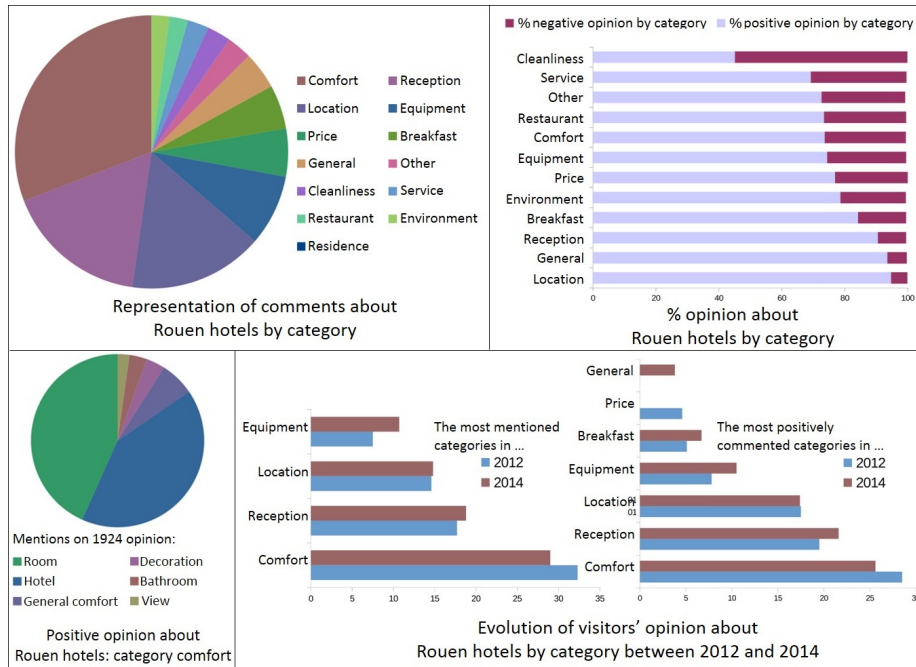 Comfort
Reception
Location
Equipment
Price
Breakfast
General
Other
Cleanliness
Service
Restaurant
Environment
Residence
Representation of comments about
Rouen hotels by category
% negative opinion by category
% positive opinion by category
Cleanliness
Service
Other
Restaurant
Comfort
Equipment
Price
Environment
Breakfast
Reception
General
Location
0 20 40 60 80 100
% opinion about
Rouen hotels by category
Mentions on 1924 opinion:
Room
Decoration
Hotel
Bathroom
General comfort
View
Positive opinion about
Rouen hotels: category comfort
Equipment
Location
Reception
Comfort
0 5 10 15 20 25 30 35
The most mentioned
categories in ...
2012
2014
General
Price
Breakfast
Equipment
Location
01
01
Reception
Comfort
0 5 10 15 20 25 30
The most positively
commented categories in ...
2012
2014
Evolution of visitors’ opinion about
Rouen hotels by category between 2012 and 2014